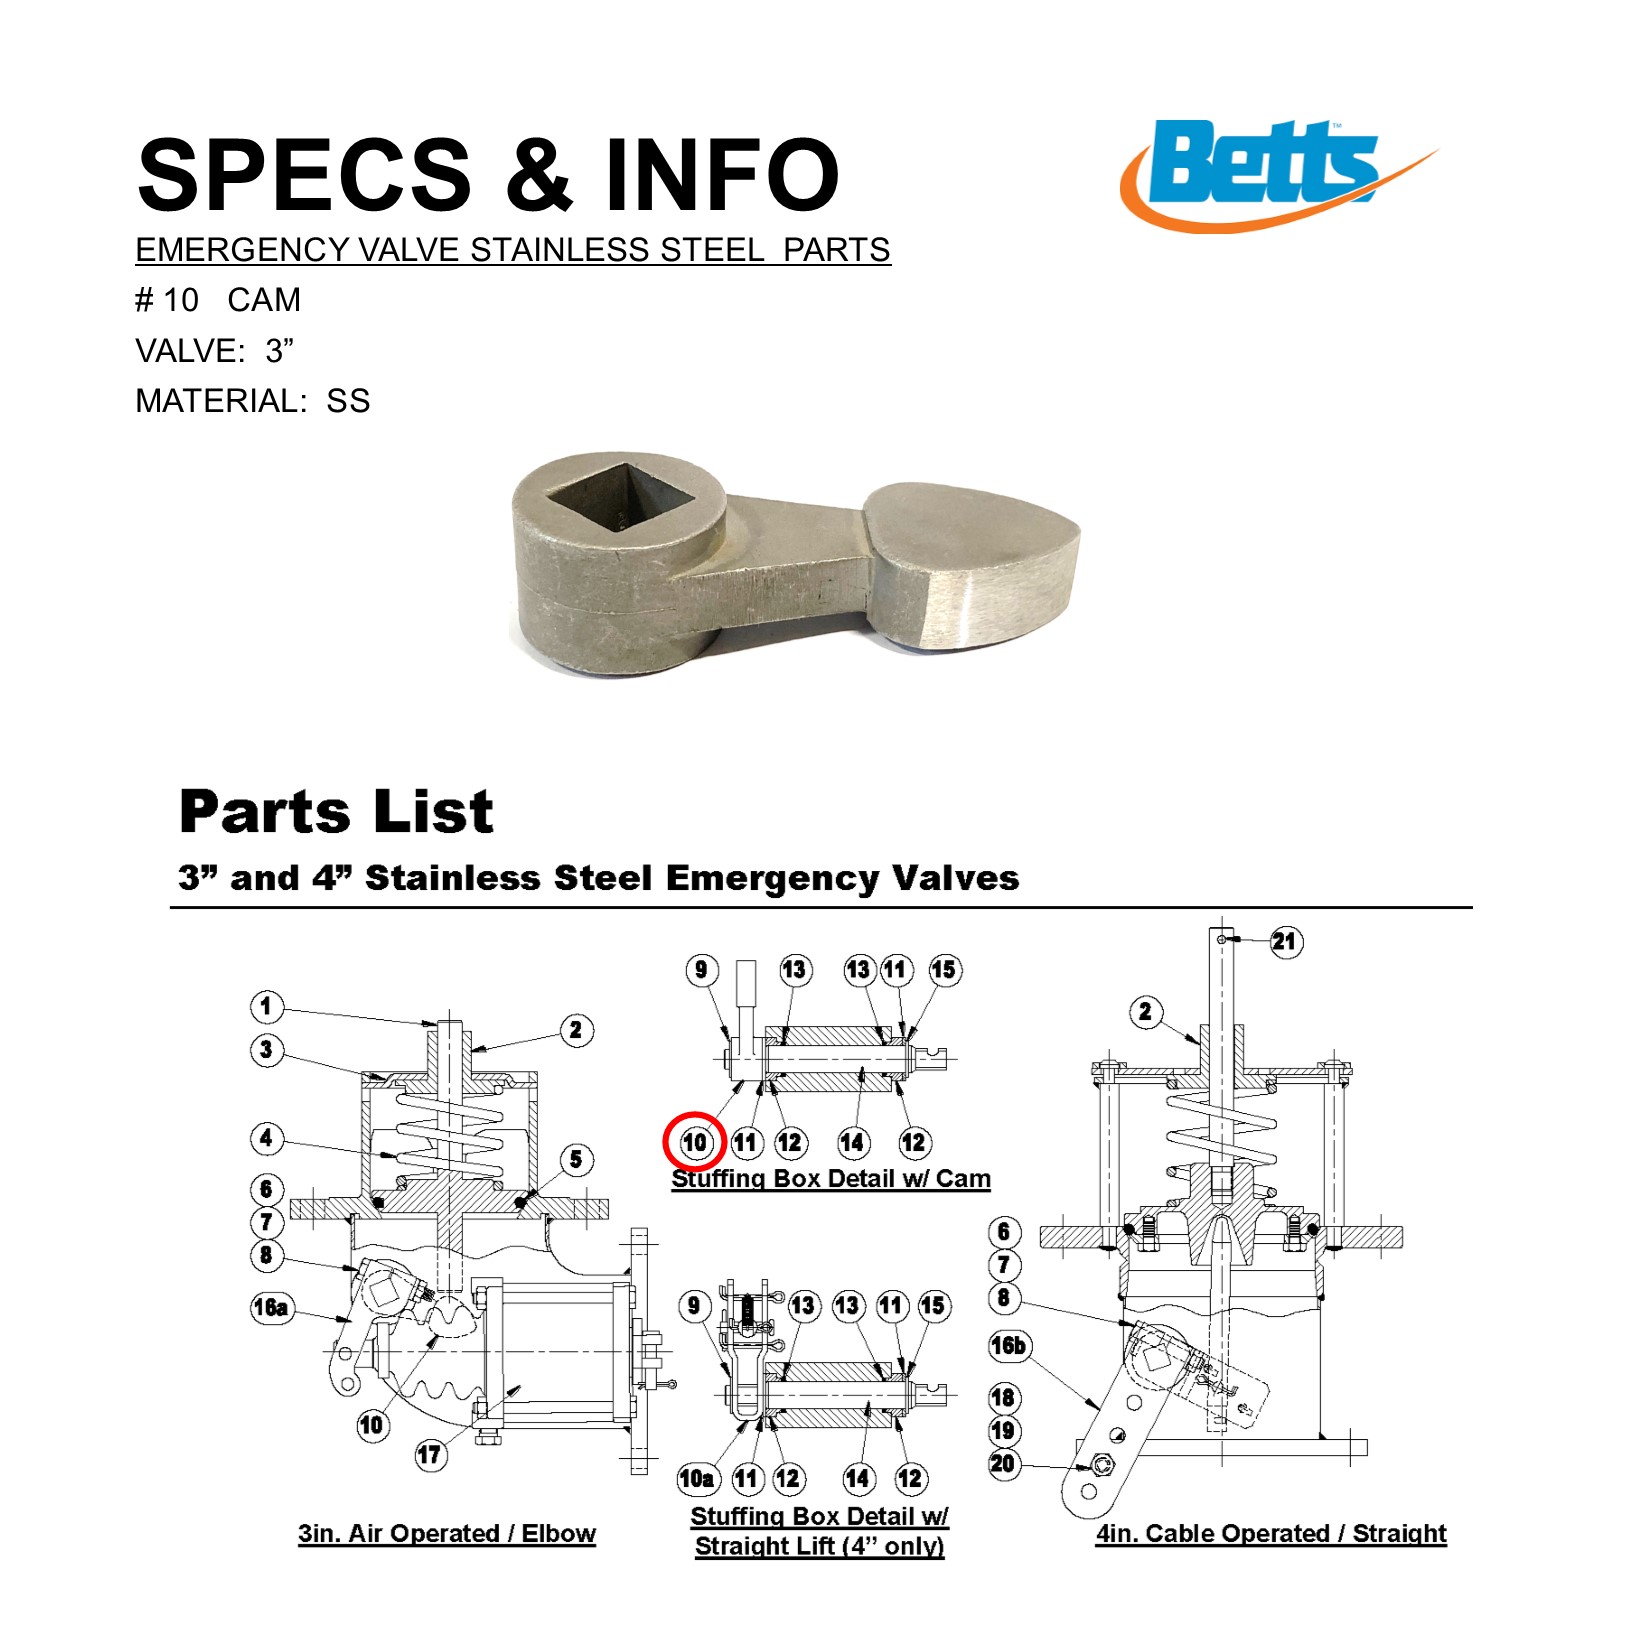 SPECS & INFO
Betts™
EMERGENCY VALVE STAINLESS STEEL  PARTS
# 10   CAM
VALVE:  3”
MATERIAL:  SS
Parts List
3” and 4” Stainless Steel Emergency Valves
1
2
3
4
5
6
7
8
16a
10
17
3in. Air Operated / Elbow
9
13
13
11
15
10
11
12
14
12
Stuffing Box Detail w/ Cam
9
13
13
11
15
10a
11
12
14
12
Stuffing Box Detail w/
Straight Lift (4” only)
21
2
6
7
8
16b
18
19
20
4in. Cable Operated / Straight